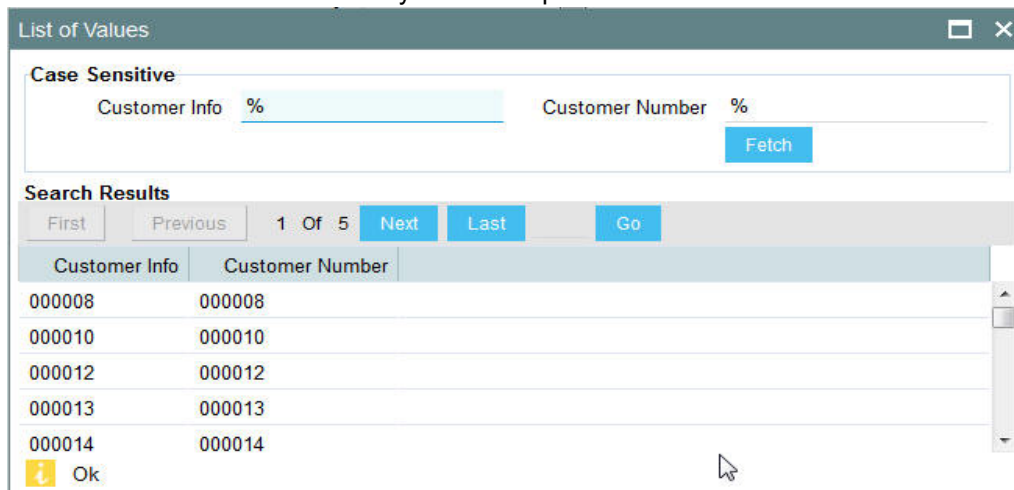 List of Values
Case Sensitive
Customer Info % Customer Number %
Fetch
Search Results
First Previous 1 Of 5 Next Last Go
Customer Info Customer Number
000008 000008
000010 000010
000012 000012
000013 000013
000014 000014
Ok